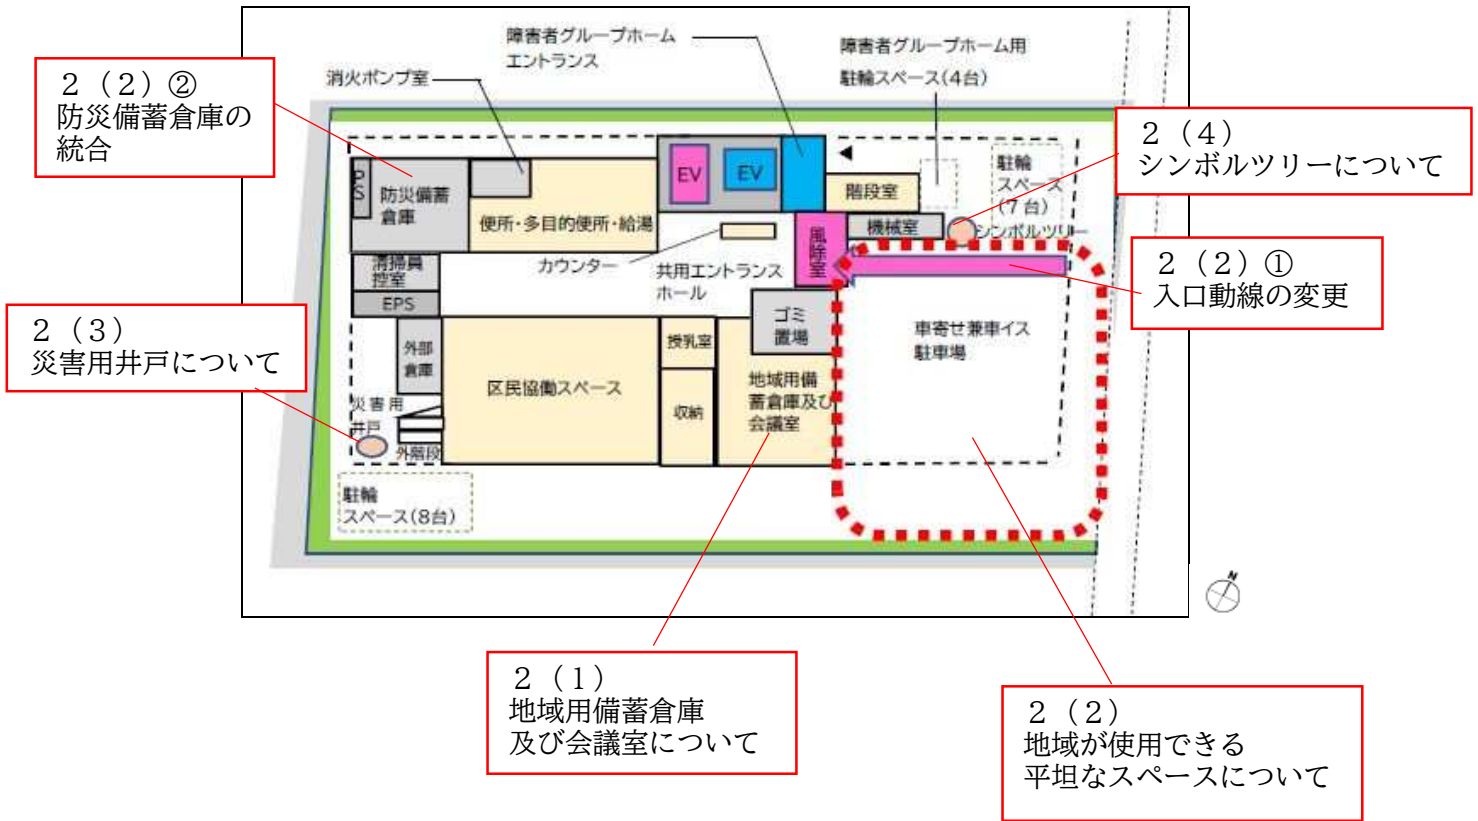 障害者グループホーム
エントランス
障害者グループホーム用
駐輪スペース(4台)
消火ポンプ室
2(2)②
防災備蓄倉庫の
統合
2(4)
シンボルツリーについて
PS
防災備蓄
倉庫
EV
EV
階段室
駐輪
スペース
(7台)
便所・多目的便所・給湯
機械室
シンボルツリー
風除室
カウンター
共用エントランス
ホール
清掃員
控室
EPS
2(2)①
入口動線の変更
2(3)
災害用井戸について
外部
倉庫
授乳室
ゴミ
置場
車寄せ兼車イス
駐車場
区民協働スペース
収納
地域用備
蓄倉庫及び
会議室
災害用
井戸
外階段
駐輪
スペース(8台)
N
2(1)
地域用備蓄倉庫
及び会議室について
2(2)
地域が使用できる
平坦なスペースについて